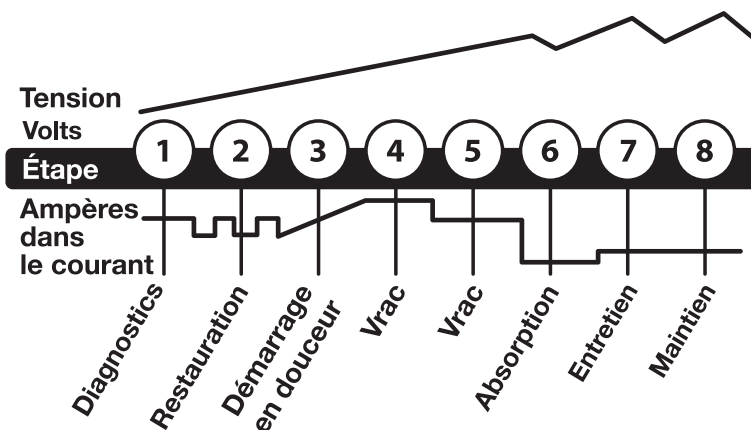 Tension
Volts
Étape
1 2 3 4 5 6 7 8
Ampères
dans
le courant
Diagnostics
Restauration
Démarrage
en douceur
Vrac
Vrac
Absorption
Entretien
Maintien